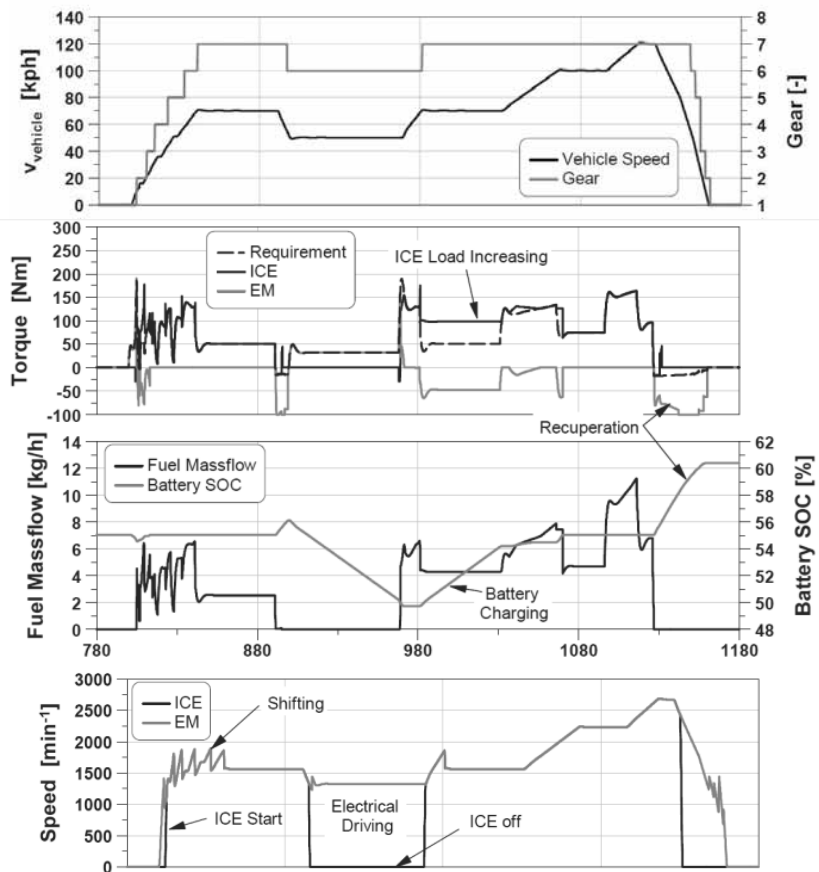 140
120
100
80
60
40
20
0
v_vehicle [kph]
8
7
6
5
4
3
2
1
Gear [-]
Vehicle Speed
Gear
300
250
200
150
100
50
0
-50
-100
Torque [Nm]
Requirement
ICE
EM
ICE Load Increasing
Recuperation
14
12
10
8
6
4
2
0
Fuel Massflow [kg/h]
Fuel Massflow
Battery SOC
Battery
Charging
62
60
58
56
54
52
50
48
Battery SOC [%]
780 880 980 1080 1180
3000
2500
2000
1500
1000
500
0
Speed [min⁻¹]
ICE
EM
Shifting
ICE Start
Electrical
Driving
ICE off